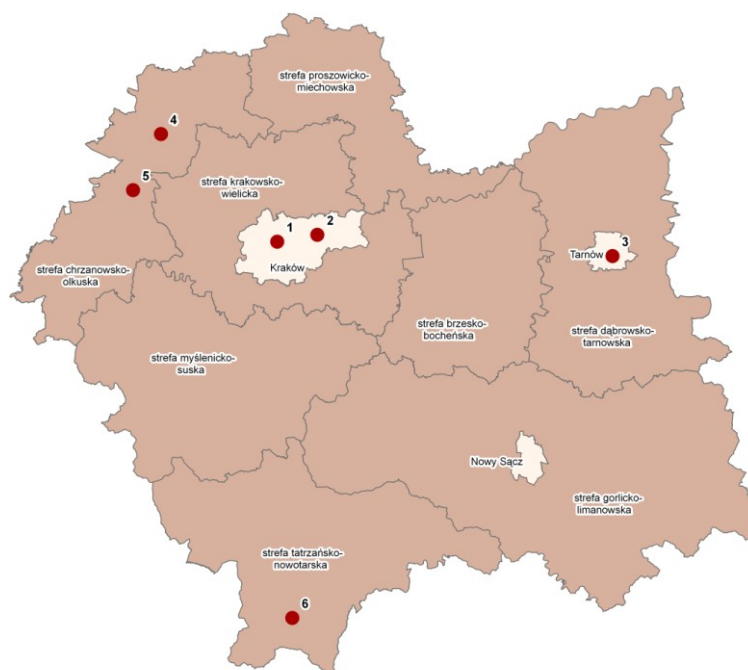 strefa proszowicko-
miechowska
4
5
strefa krakowsko-
wielicka
1
2
Kraków
3
Tarnów
strefa chrzanowsko-
olkuska
strefa brzesko-
bocheńska
strefa dąbrowsko-
tarnowska
strefa myślenicko-
suska
Nowy Sącz
strefa gorlicko-
limanowska
strefa tatrzańsko-
nowotarska
6